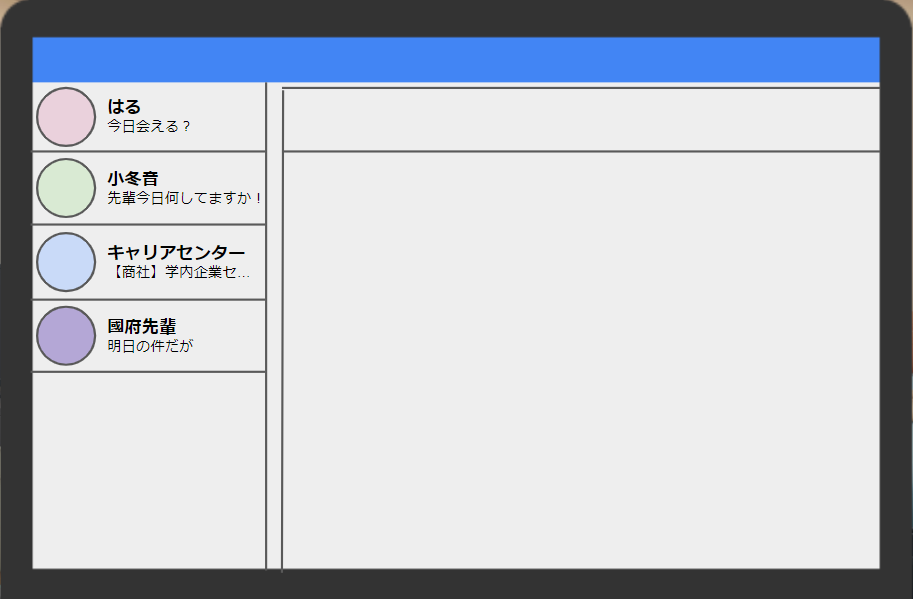 はる
今日会える？
小冬音
先輩今日何してますか！
キャリアセンター
【商社】学内企業セ...
國府先輩
明日の件だが